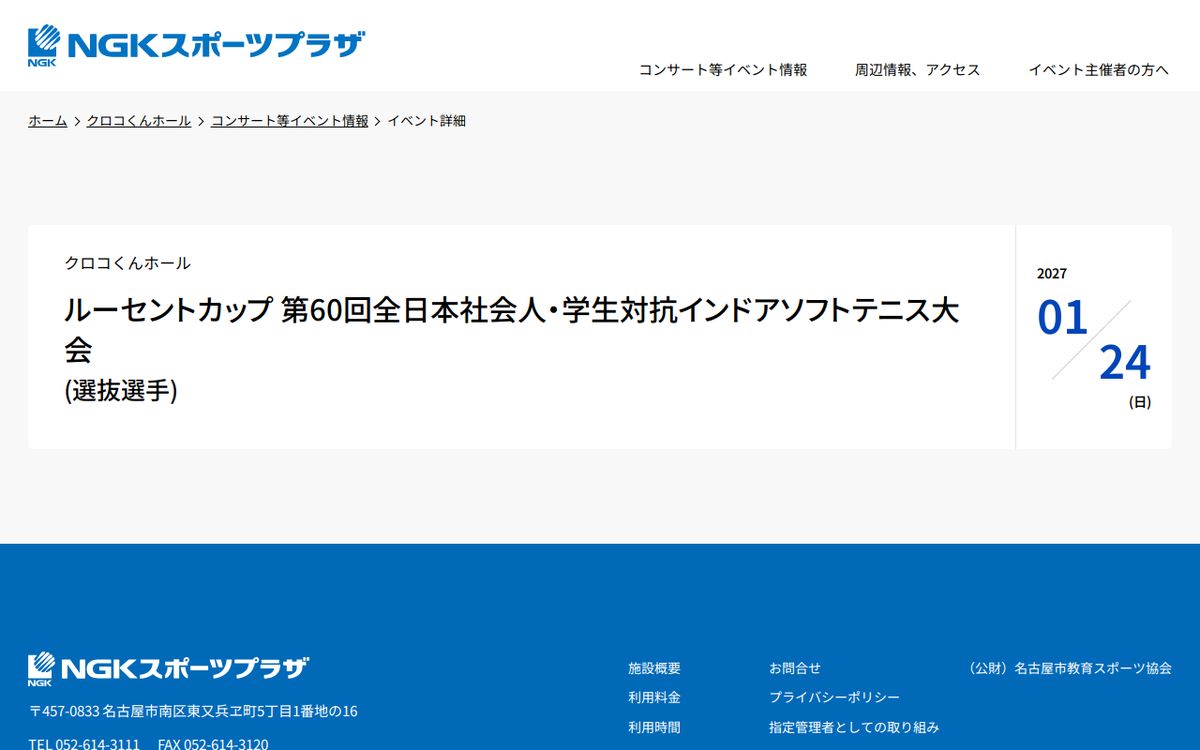 NGK
NGKスポーツプラザ
コンサート等イベント情報 周辺情報、アクセス イベント主催者の方へ
ホーム > クロコくんホール > コンサート等イベント情報 > イベント詳細
クロコくんホール
ルーセントカップ 第60回全日本社会人・学生対抗インドアソフトテニス大
会
(選抜選手)
2027
01
24
(日)
NGK
NGKスポーツプラザ
〒457-0833 名古屋市南区東又兵ヱ町5丁目1番地の16
TEL 052-614-3111 FAX 052-614-3120
施設概要
利用料金
利用時間
お問合せ
プライバシーポリシー
指定管理者としての取り組み
（公財）名古屋市教育スポーツ協会